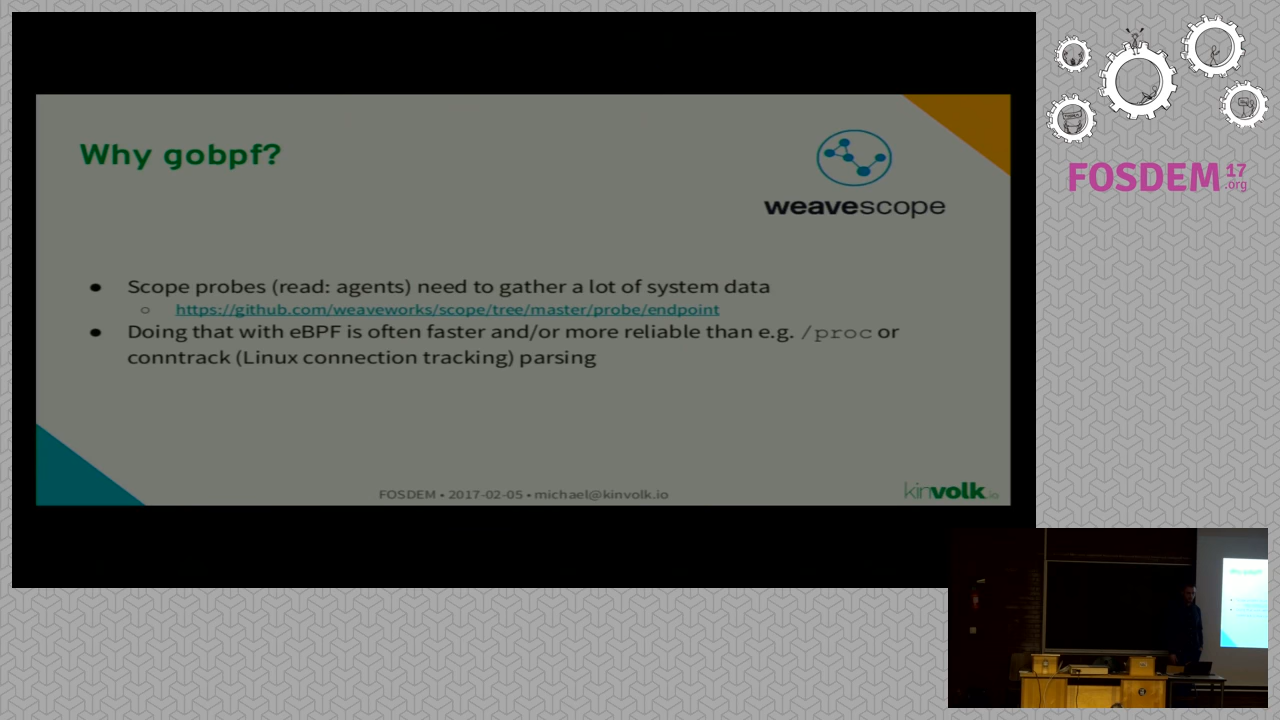 Why gobpf?
weavescope
● Scope probes (read: agents) need to gather a lot of system data
○ https://github.com/weaveworks/scope/tree/master/probe/endpoint
● Doing that with eBPF is often faster and/or more reliable than e.g. /proc or
conntrack (Linux connection tracking) parsing
FOSDEM • 2017-02-05 • michael@kinvolk.io
kinvolk.io
FOSDEM 17
.org